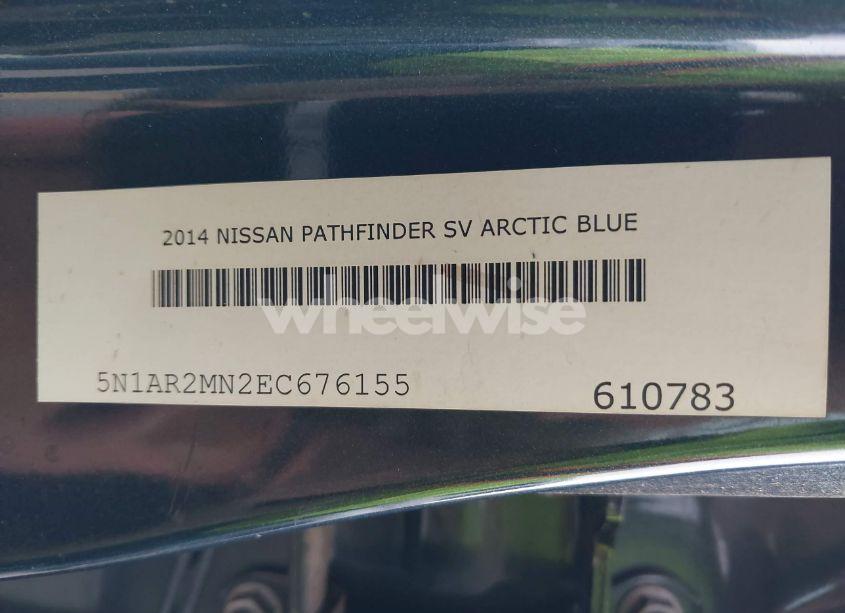 2014 NISSAN PATHFINDER SV ARCTIC BLUE
wheelwise
5N1AR2MN2EC676155
610783